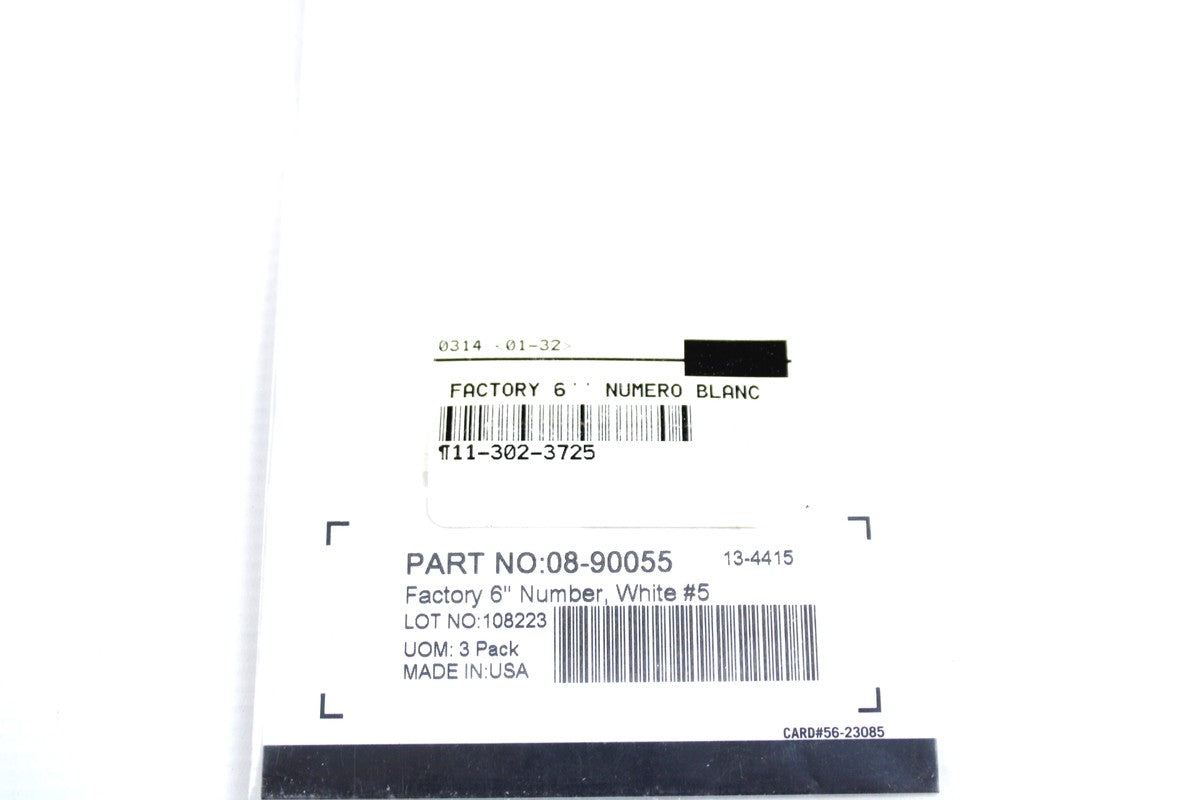 0314 <01-32>
FACTORY 6'' NUMERO BLANC
¶11-302-3725
PART NO:08-90055 13-4415
Factory 6" Number, White #5
LOT NO:108223
UOM: 3 Pack
MADE IN:USA
CARD#56-23085